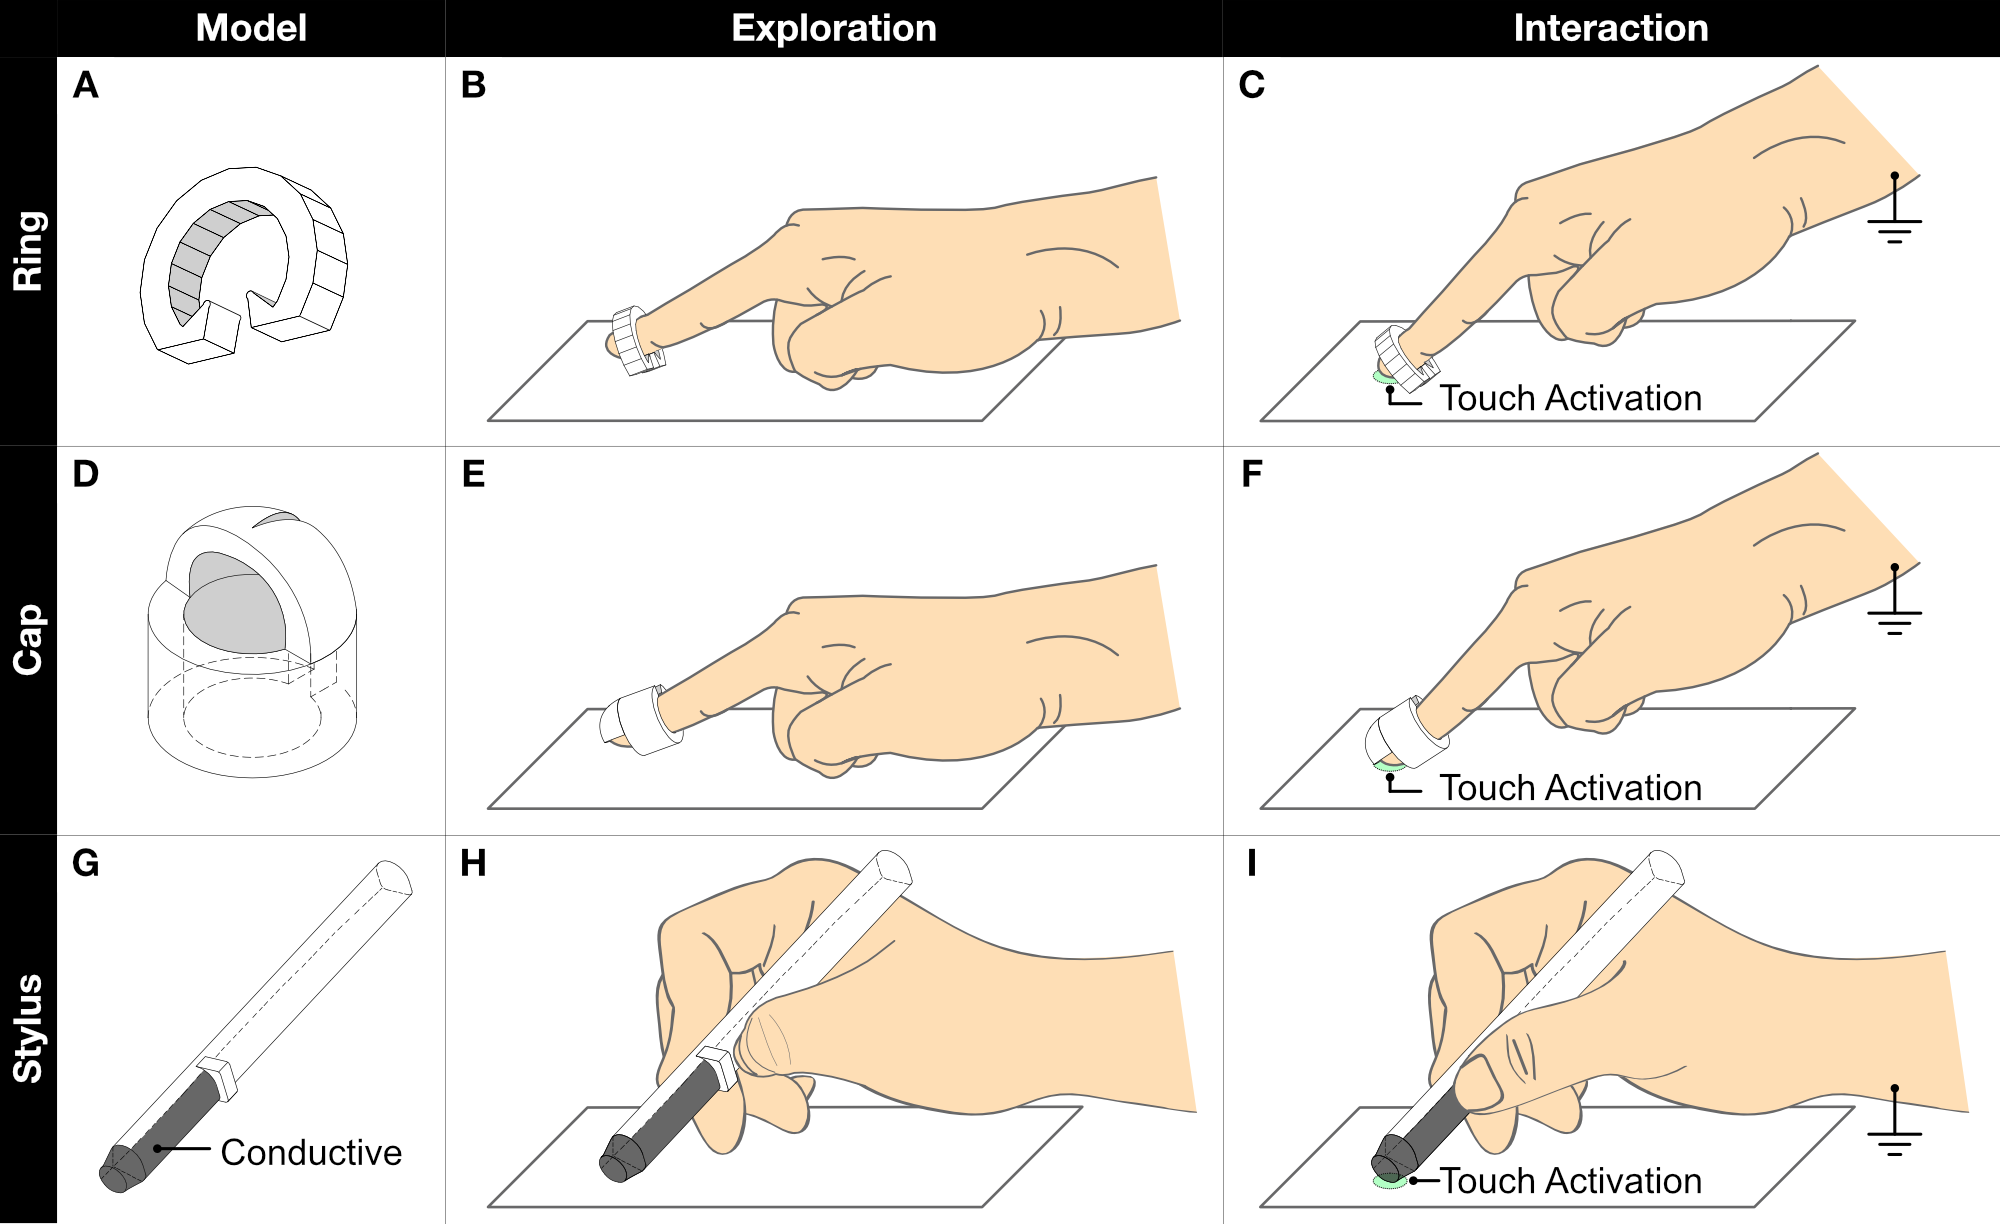 Model
Exploration
Interaction
Ring
A
B
C
Touch Activation
Cap
D
E
F
Touch Activation
Stylus
G
Conductive
H
I
Touch Activation